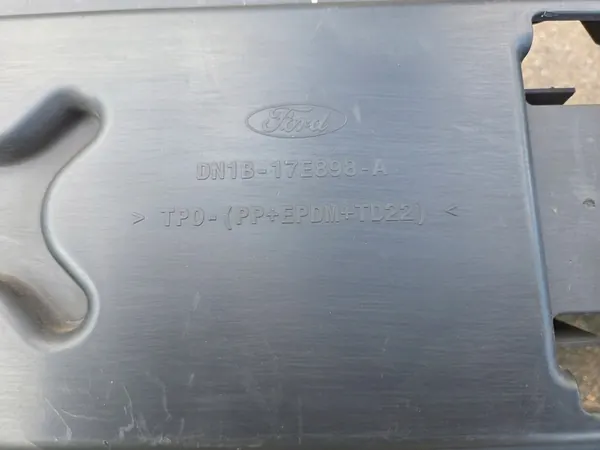 Ford
DN1B-17E898-A
> TPO-(PP+EPDM+TD22) <